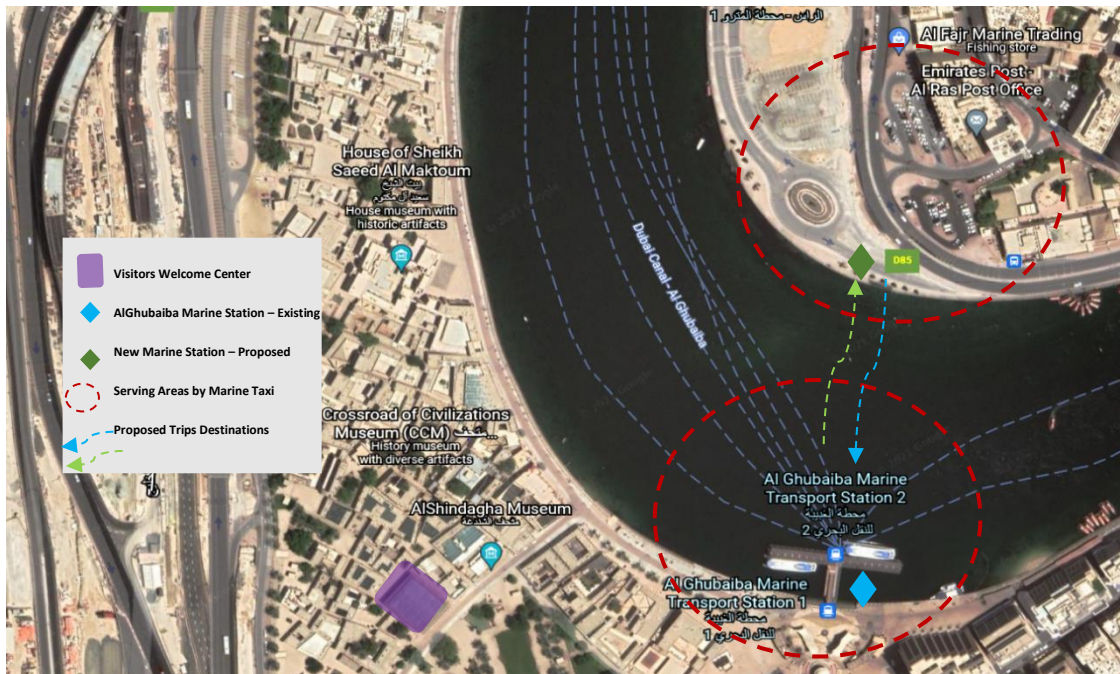 الراس - محطة المترو 1
Al Fajr Marine Trading
Fishing store
Emirates Post -
Al Ras Post Office
House of Sheikh
Saeed Al Maktoum
بيت الشيخ
سعيد آل مكتوم
House museum with
historic artifacts
Dubai Canal - Al Ghubaiba
D85
Visitors Welcome Center
AlGhubaiba Marine Station – Existing
New Marine Station – Proposed
Serving Areas by Marine Taxi
Proposed Trips Destinations
Crossroad of Civilizations
Museum (CCM) متحف...
History museum
with diverse artifacts
AlShindagha Museum
متحف الشندغة
Al Ghubaiba Marine
Transport Station 2
محطة الغبيبة
للنقل البحري 2
Al Ghubaiba Marine
Transport Station 1
محطة الغبيبة
للنقل البحري 1